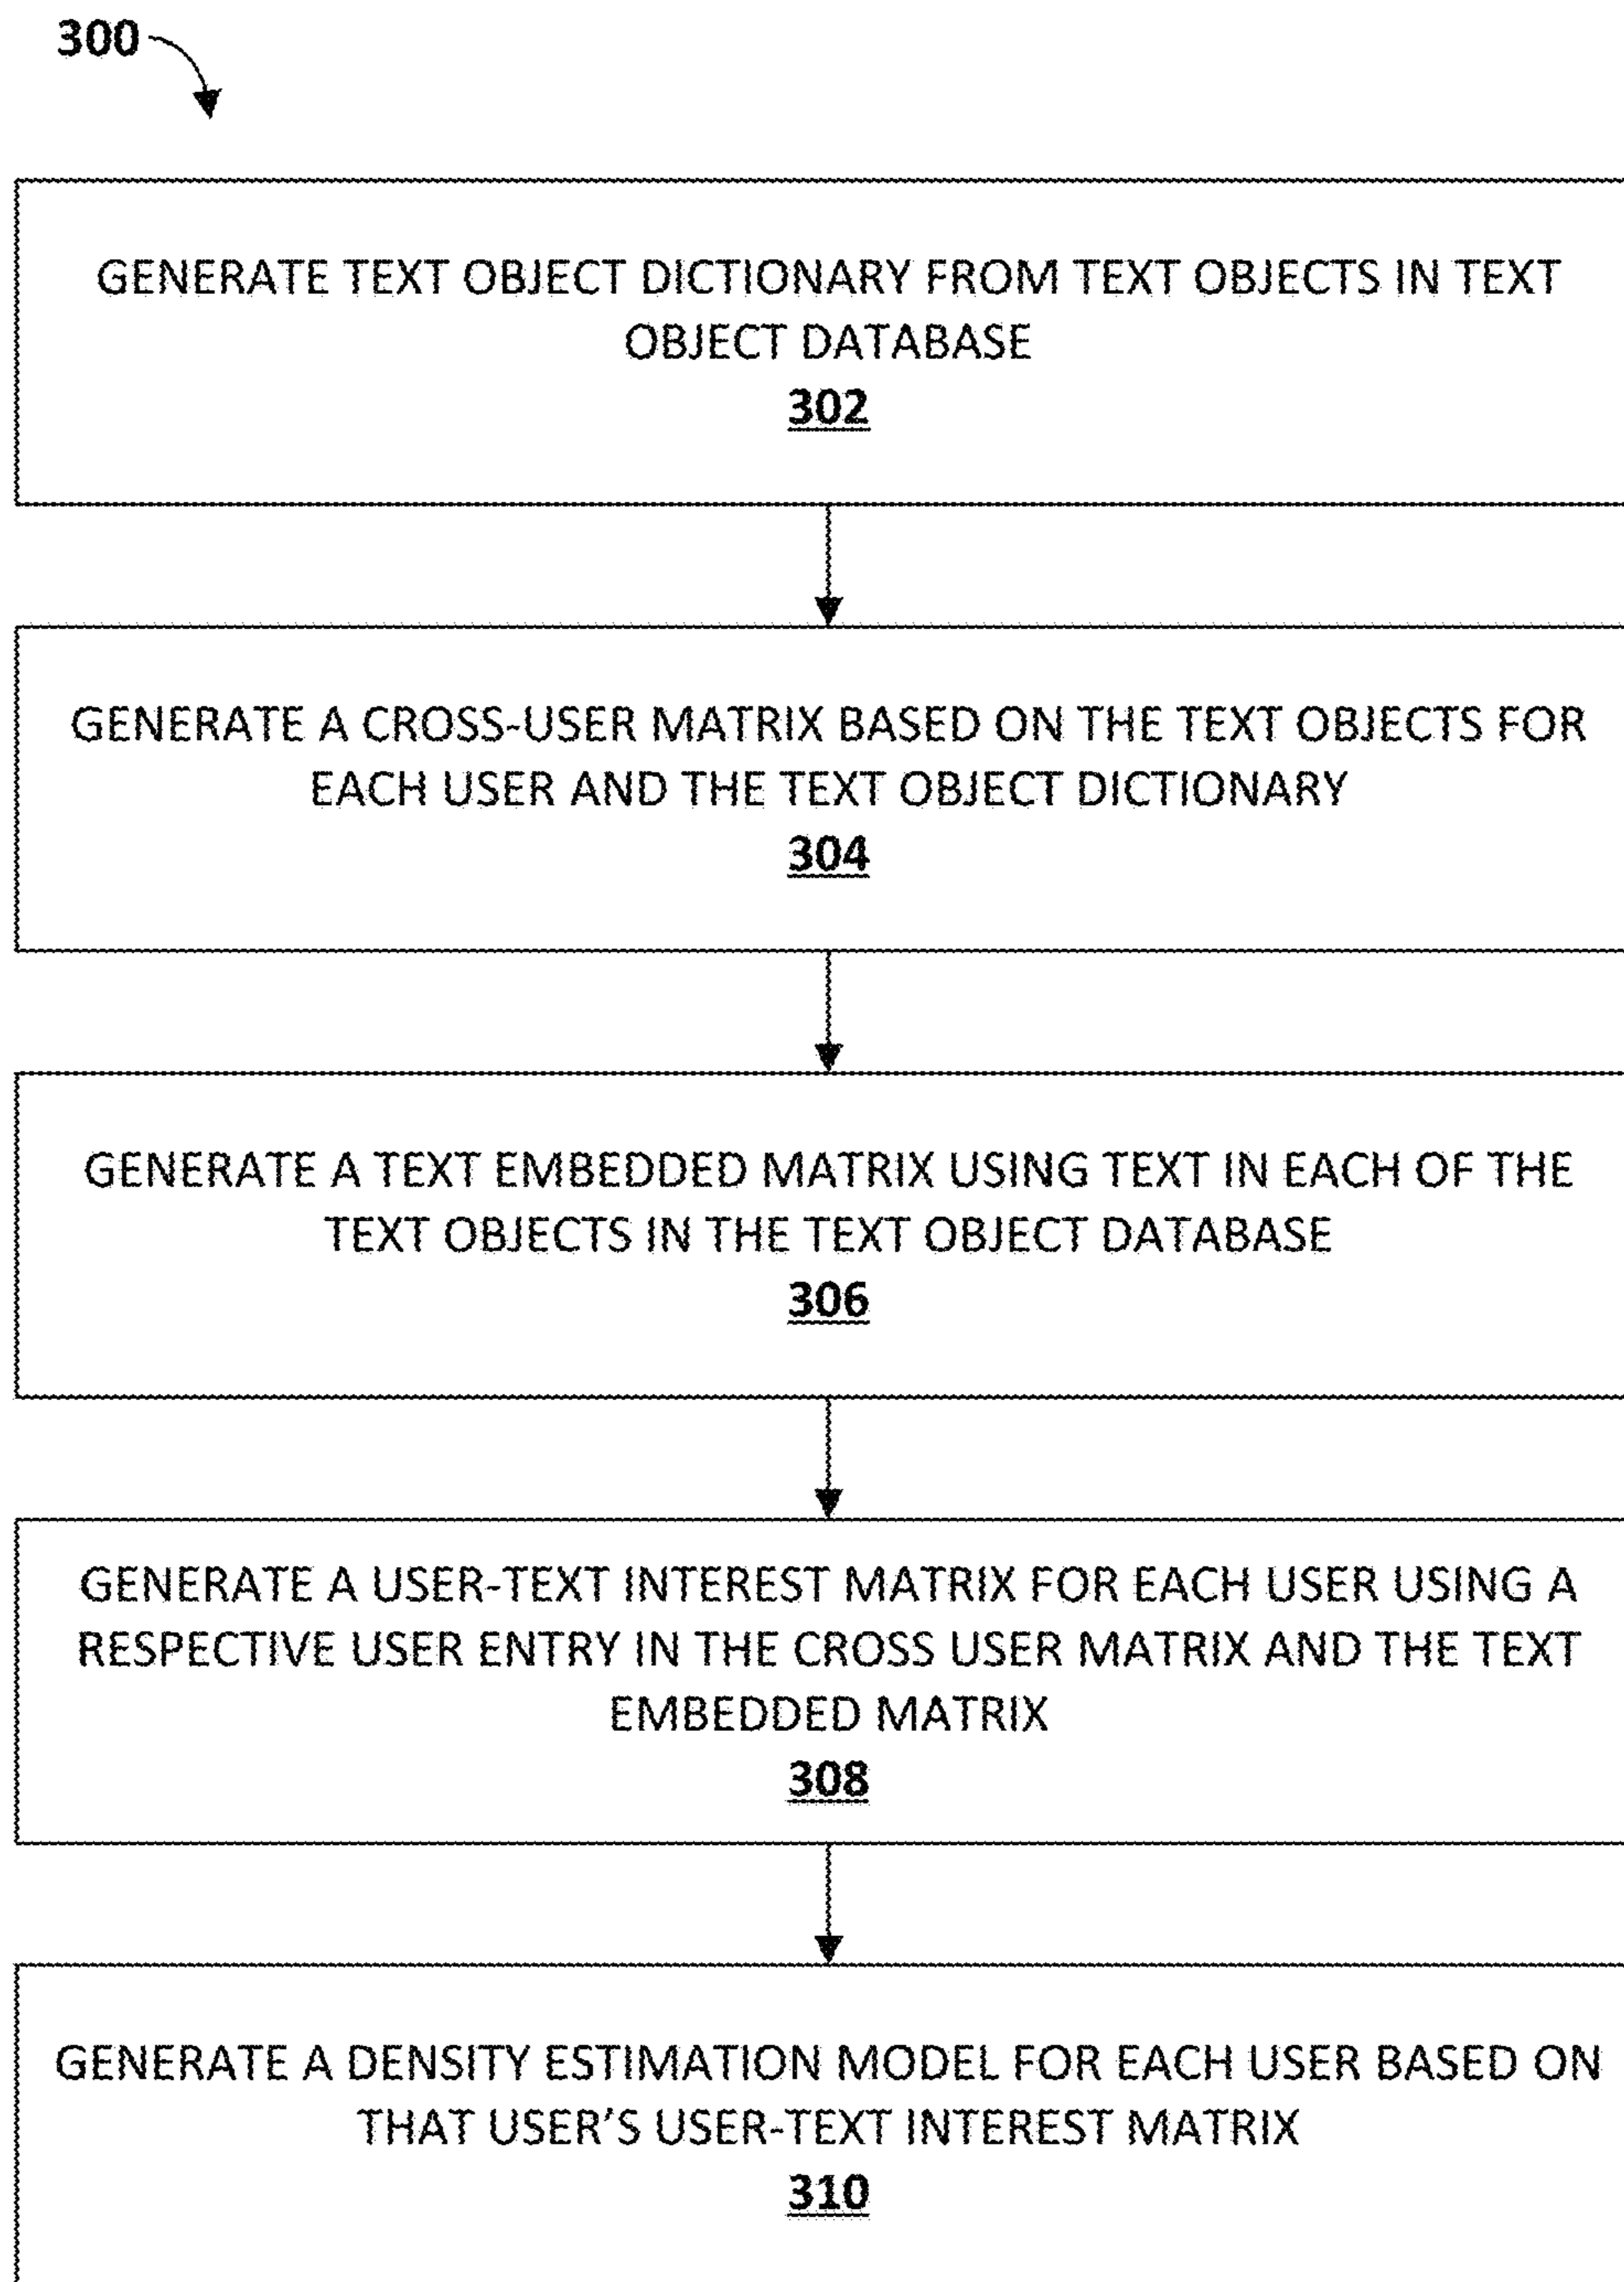 300
GENERATE TEXT OBJECT DICTIONARY FROM TEXT OBJECTS IN TEXT
OBJECT DATABASE
302
GENERATE A CROSS-USER MATRIX BASED ON THE TEXT OBJECTS FOR
EACH USER AND THE TEXT OBJECT DICTIONARY
304
GENERATE A TEXT EMBEDDED MATRIX USING TEXT IN EACH OF THE
TEXT OBJECTS IN THE TEXT OBJECT DATABASE
306
GENERATE A USER-TEXT INTEREST MATRIX FOR EACH USER USING A
RESPECTIVE USER ENTRY IN THE CROSS USER MATRIX AND THE TEXT
EMBEDDED MATRIX
308
GENERATE A DENSITY ESTIMATION MODEL FOR EACH USER BASED ON
THAT USER'S USER-TEXT INTEREST MATRIX
310